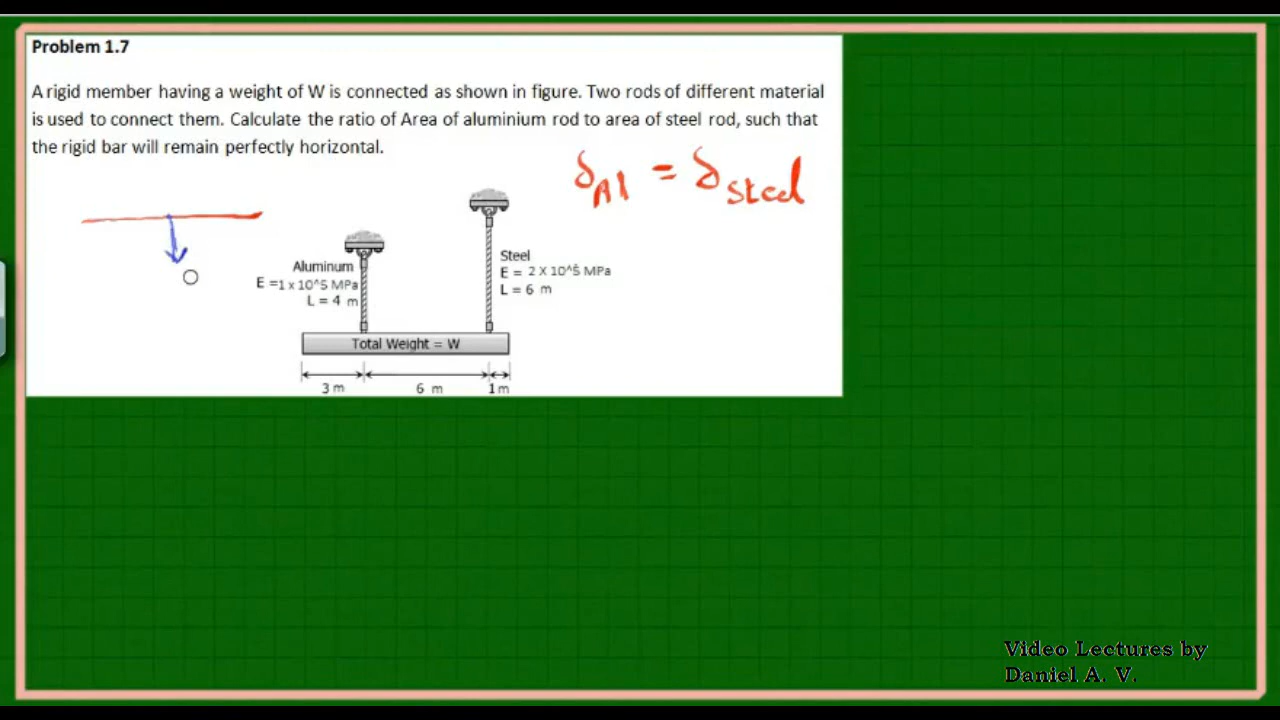 Problem 1.7
A rigid member having a weight of W is connected as shown in figure. Two rods of different material
is used to connect them. Calculate the ratio of Area of aluminium rod to area of steel rod, such that
the rigid bar will remain perfectly horizontal.
δAl = δSteel
Aluminum
E =1 x 10^5 MPa
L = 4 m
Steel
E = 2 X 10^5 MPa
L = 6 m
Total Weight = W
3 m
6 m
1 m
Video Lectures by
Daniel A. V.